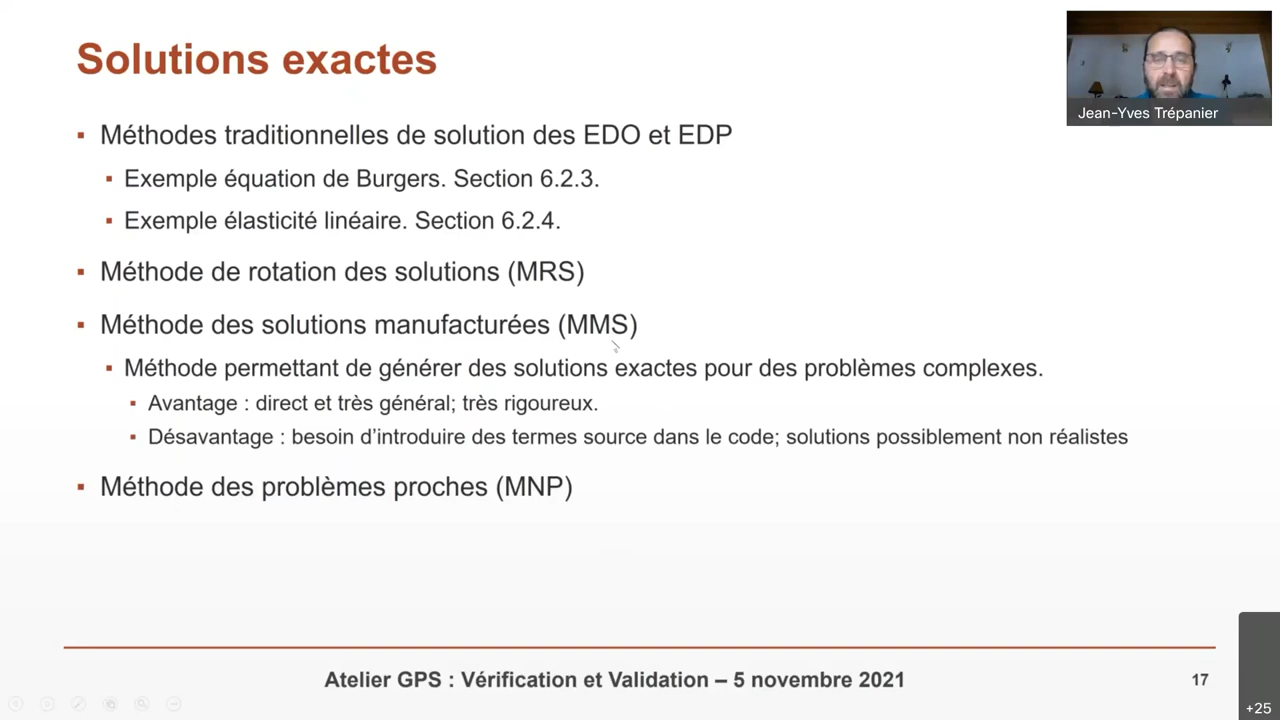 Solutions exactes
Jean-Yves Trépanier
▪ Méthodes traditionnelles de solution des EDO et EDP
▪ Exemple équation de Burgers. Section 6.2.3.
▪ Exemple élasticité linéaire. Section 6.2.4.
▪ Méthode de rotation des solutions (MRS)
▪ Méthode des solutions manufacturées (MMS)
▪ Méthode permettant de générer des solutions exactes pour des problèmes complexes.
▪ Avantage : direct et très général; très rigoureux.
▪ Désavantage : besoin d’introduire des termes source dans le code; solutions possiblement non réalistes
▪ Méthode des problèmes proches (MNP)
Atelier GPS : Vérification et Validation – 5 novembre 2021
17
+25